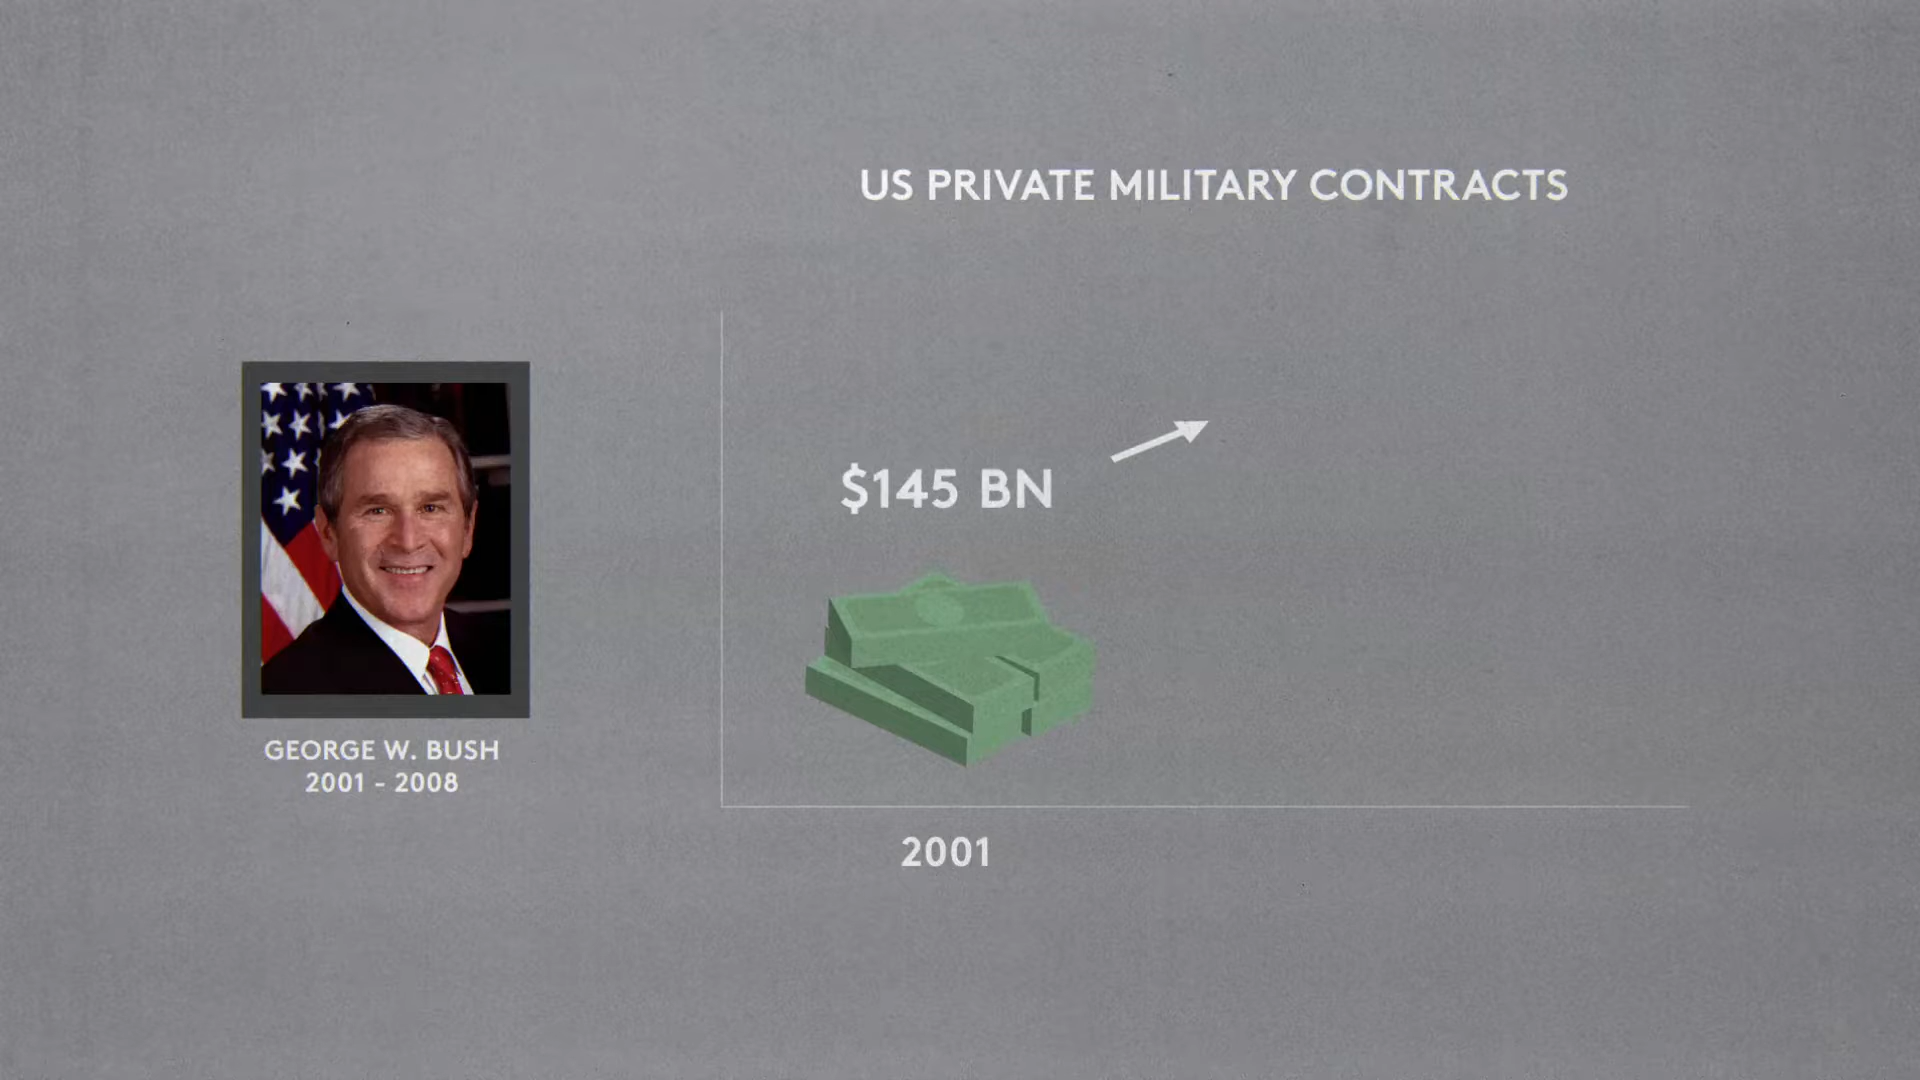 US PRIVATE MILITARY CONTRACTS
$145 BN
GEORGE W. BUSH
2001 - 2008
2001